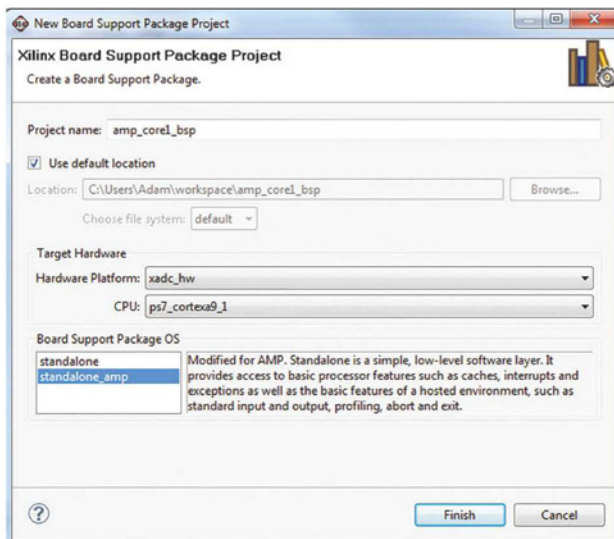 New Board Support Package Project
Xilinx Board Support Package Project
Create a Board Support Package.
Project name: amp_core1_bsp
Use default location
Location: C:\Users\Adam\workspace\amp_core1_bsp Browse...
Choose file system: default
Target Hardware
Hardware Platform: xadc_hw
CPU: ps7_cortexa9_1
Board Support Package OS
standalone
standalone_amp
Modified for AMP. Standalone is a simple, low-level software layer. It
provides access to basic processor features such as caches, interrupts and
exceptions as well as the basic features of a hosted environment, such as
standard input and output, profiling, abort and exit.
? Finish Cancel